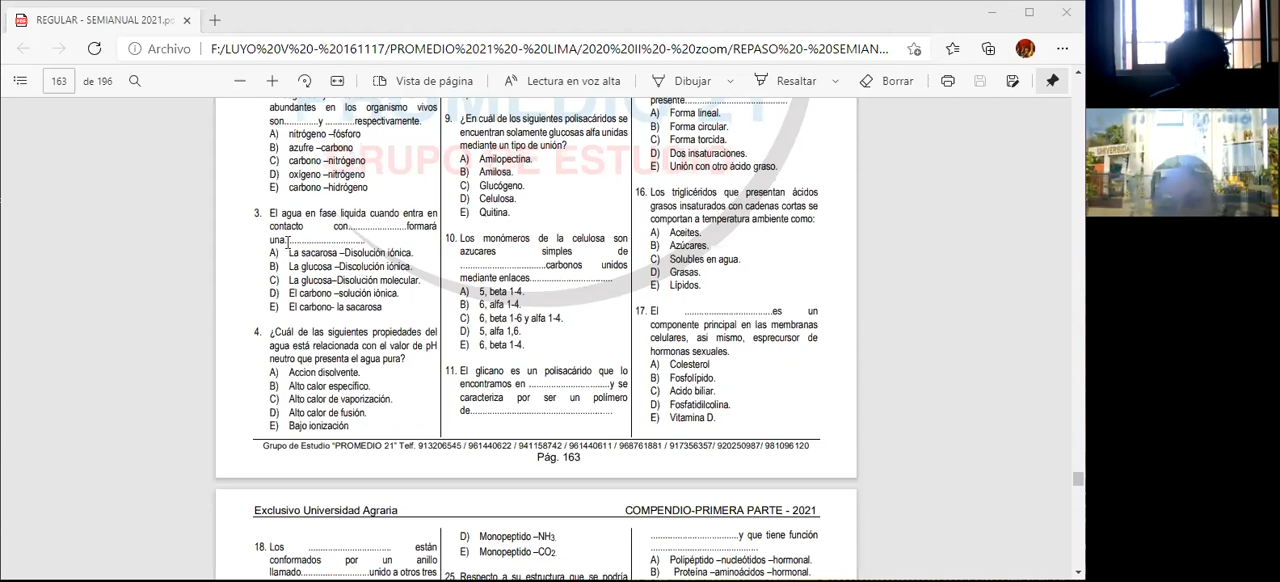 REGULAR - SEMIANUAL 2021.p
Archivo
F:/LUYO%20V%20-%20161117/PROMEDIO%2021%20-%20LIMA/2020%20II%20-%20zoom/REPASO%20-%20SEMIAN...
163
de 196
Vista de página
Lectura en voz alta
Dibujar
Resaltar
Borrar
abundantes en los organismo vivos
son.............y ............respectivamente.
A) nitrógeno –fósforo
B) azufre –carbono
C) carbono –nitrógeno
D) oxígeno –nitrógeno
E) carbono –hidrógeno
3. El agua en fase liquida cuando entra en
contacto con....................formará
una...........................
A) La sacarosa –Disolución iónica.
B) La glucosa –Discolución iónica.
C) La glucosa–Disolución molecular.
D) El carbono –solución iónica.
E) El carbono- la sacarosa
4. ¿Cuál de las siguientes propiedades del
agua está relacionada con el valor de pH
neutro que presenta el agua pura?
A) Accion disolvente.
B) Alto calor específico.
C) Alto calor de vaporización.
D) Alto calor de fusión.
E) Bajo ionización
9. ¿En cuál de los siguientes polisacáridos se
encuentran solamente glucosas alfa unidas
mediante un tipo de unión?
A) Amilopectina.
B) Amilosa.
C) Glucógeno.
D) Celulosa.
E) Quitina.
10. Los monómeros de la celulosa son
azucares simples de
.............................carbonos unidos
mediante enlaces............................
A) 5, beta 1-4.
B) 6, alfa 1-4.
C) 6, beta 1-6 y alfa 1-4.
D) 5, alfa 1,6.
E) 6, beta 1-4.
11. El glicano es un polisacárido que lo
encontramos en ...........................y se
caracteriza por ser un polímero
de................................................
presente...................................
A) Forma lineal.
B) Forma circular.
C) Forma torcida.
D) Dos insaturaciones.
E) Unión con otro ácido graso.
16. Los triglicéridos que presentan ácidos
grasos insaturados con cadenas cortas se
comportan a temperatura ambiente como:
A) Aceites.
B) Azúcares.
C) Solubles en agua.
D) Grasas.
E) Lípidos.
17. El ..............................es un
componente principal en las membranas
celulares, asi mismo, esprecursor de
hormonas sexuales.
A) Colesterol
B) Fosfolípido.
C) Acido biliar.
D) Fosfatidilcolina.
E) Vitamina D.
GRUPO DE ESTUDIO
Grupo de Estudio “PROMEDIO 21” Telf. 913206545 / 961440622 / 941158742 / 961440611 / 968761881 / 917356357/ 920250987/ 981096120
Pág. 163
Exclusivo Universidad Agraria
COMPENDIO-PRIMERA PARTE - 2021
18. Los ............................ están
conformados por un anillo
llamado.....................unido a otros tres
D) Monopeptido –NH3.
E) Monopeptido –CO2.
25. Respecto a su estructura que se podría
..............................y que tiene función
....................................
A) Polipéptido –nucleótidos –hormonal.
B) Proteína –aminoácidos –hormonal.